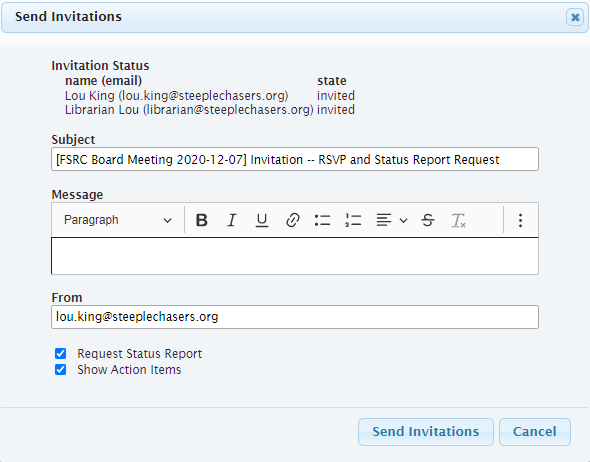 Send Invitations
Invitation Status
name (email) state
Lou King (lou.king@steeplechasers.org) invited
Librarian Lou (librarian@steeplechasers.org) invited
Subject
[FSRC Board Meeting 2020-12-07] Invitation -- RSVP and Status Report Request
Message
Paragraph
From
lou.king@steeplechasers.org
Request Status Report
Show Action Items
Send Invitations Cancel